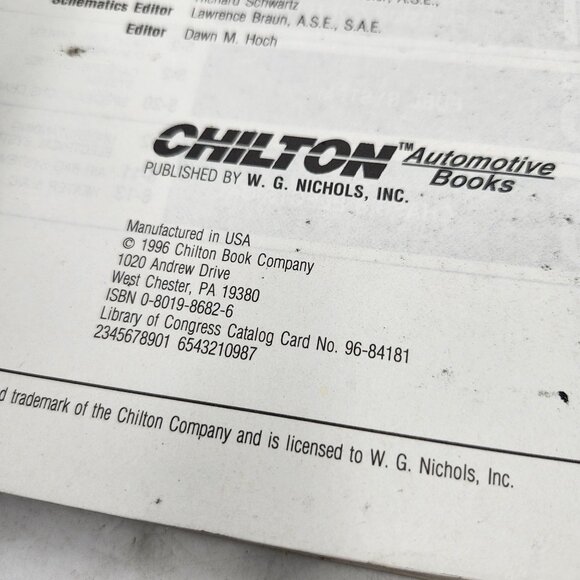 Richard Schwartz
A.S.E.,
Schematics Editor Lawrence Braun, A.S.E., S.A.E.
Editor Dawn M. Hoch
CHILTON™ Automotive Books
PUBLISHED BY W. G. NICHOLS, INC.
Manufactured in USA
© 1996 Chilton Book Company
1020 Andrew Drive
West Chester, PA 19380
ISBN 0-8019-8682-6
Library of Congress Catalog Card No. 96-84181
2345678901 6543210987
trademark of the Chilton Company and is licensed to W. G. Nichols, Inc.